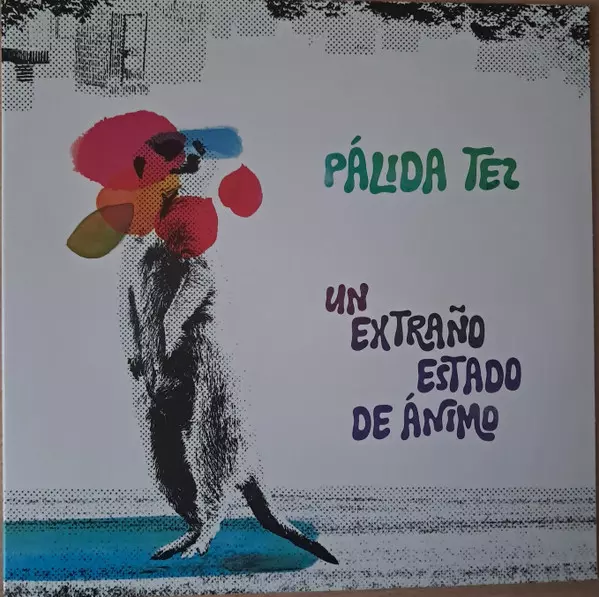 PÁLIDA TEZ
UN
EXTRAÑO
ESTADO
DE ÁNIMO